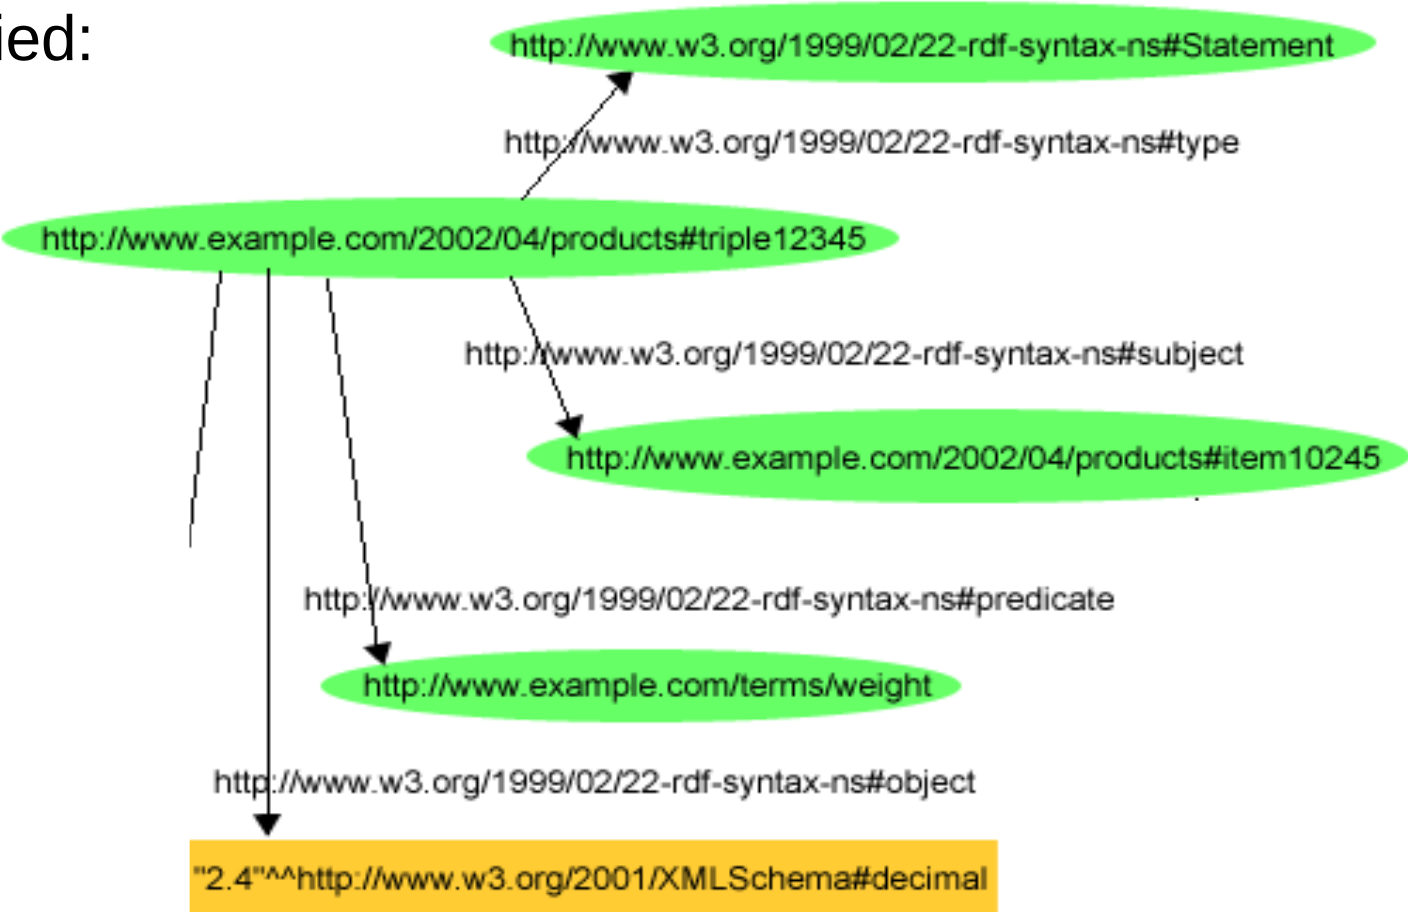 ied:
http://www.w3.org/1999/02/22-rdf-syntax-ns#Statement
http://www.w3.org/1999/02/22-rdf-syntax-ns#type
http://www.example.com/2002/04/products#triple12345
http://www.w3.org/1999/02/22-rdf-syntax-ns#subject
http://www.example.com/2002/04/products#item10245
http://www.w3.org/1999/02/22-rdf-syntax-ns#predicate
http://www.example.com/terms/weight
http://www.w3.org/1999/02/22-rdf-syntax-ns#object
"2.4"^^http://www.w3.org/2001/XMLSchema#decimal